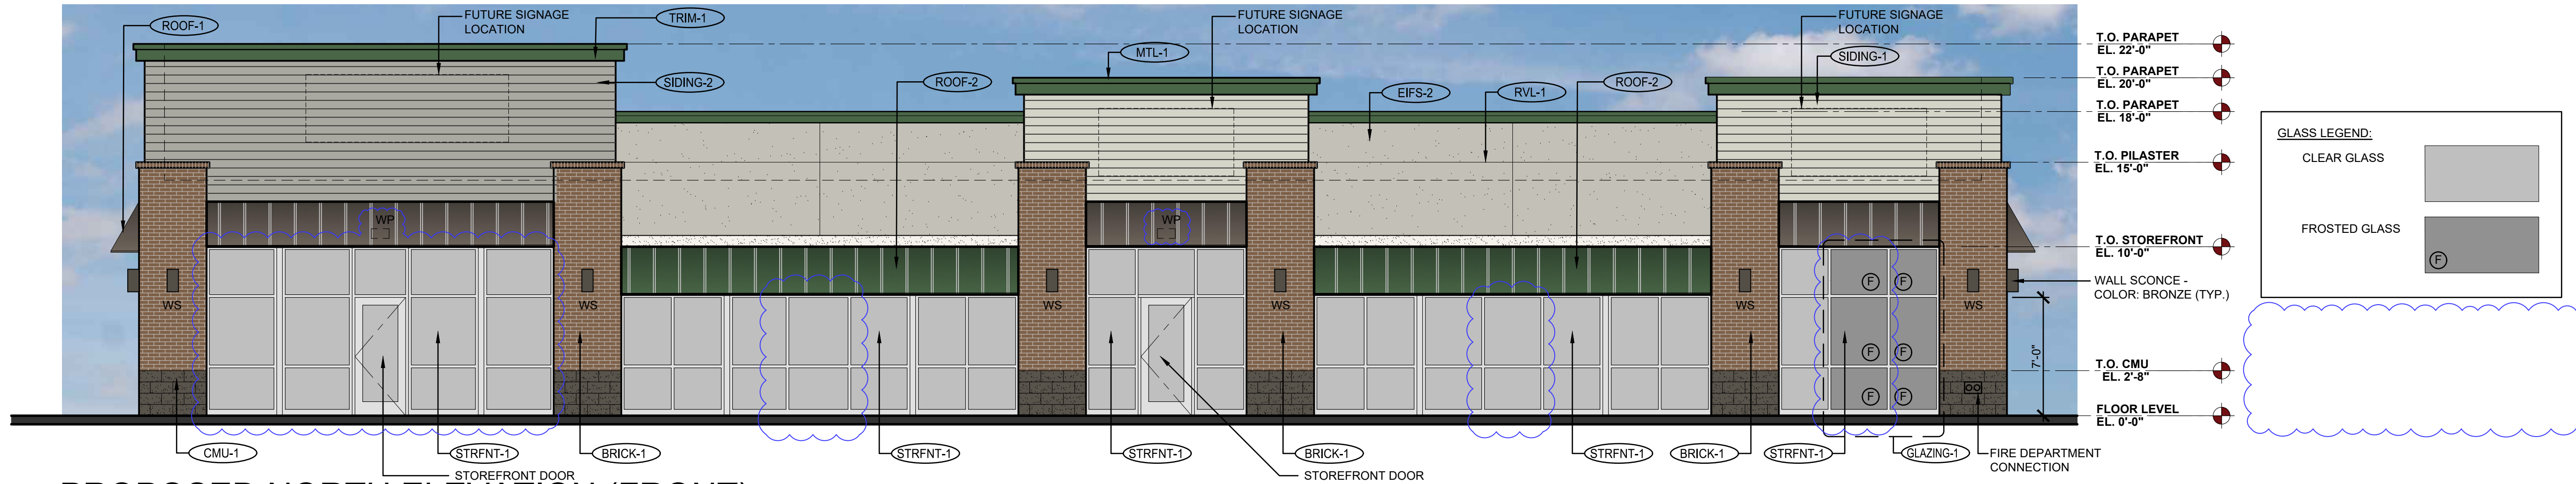 ROOF-1
FUTURE SIGNAGE
LOCATION
TRIM-1
SIDING-2
MTL-1
ROOF-2
FUTURE SIGNAGE
LOCATION
EIFS-2
RVL-1
ROOF-2
FUTURE SIGNAGE
LOCATION
SIDING-1
T.O. PARAPET
EL. 22'-0"
T.O. PARAPET
EL. 20'-0"
T.O. PARAPET
EL. 18'-0"
T.O. PILASTER
EL. 15'-0"
T.O. STOREFRONT
EL. 10'-0"
WALL SCONCE -
COLOR: BRONZE (TYP.)
7'-0"
T.O. CMU
EL. 2'-8"
FLOOR LEVEL
EL. 0'-0"
GLASS LEGEND:
CLEAR GLASS
FROSTED GLASS
F
WP
WP
WS
WS
WS
WS
WS
WS
F
F
F
F
F
F
CMU-1
STRFNT-1
STOREFRONT DOOR
BRICK-1
STRFNT-1
STRFNT-1
BRICK-1
STOREFRONT DOOR
STRFNT-1
BRICK-1
STRFNT-1
GLAZING-1
FIRE DEPARTMENT
CONNECTION
PROPOSED NORTH ELEVATION (FRONT)